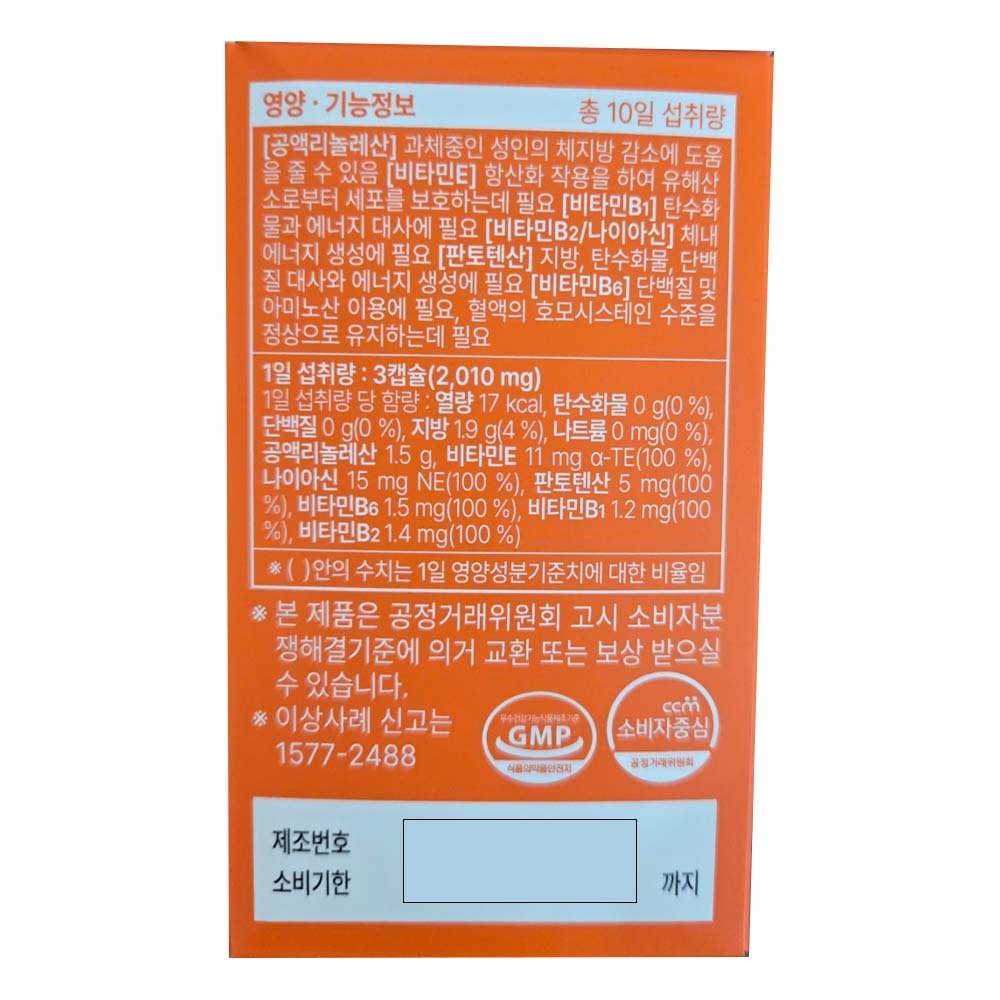 영양 · 기능정보 총 10일 섭취량
[공액리놀레산] 과체중인 성인의 체지방 감소에 도움
을 줄 수 있음 [비타민E] 항산화 작용을 하여 유해산
소로부터 세포를 보호하는데 필요 [비타민B1] 탄수화
물과 에너지 대사에 필요 [비타민B2/나이아신] 체내
에너지 생성에 필요 [판토텐산] 지방, 탄수화물, 단백
질 대사와 에너지 생성에 필요 [비타민B6] 단백질 및
아미노산 이용에 필요, 혈액의 호모시스테인 수준을
정상으로 유지하는데 필요
1일 섭취량 : 3캡슐(2,010 mg)
1일 섭취량 당 함량 : 열량 17 kcal, 탄수화물 0 g(0 %),
단백질 0 g(0 %), 지방 1.9 g(4 %), 나트륨 0 mg(0 %),
공액리놀레산 1.5 g, 비타민E 11 mg α-TE(100 %),
나이아신 15 mg NE(100 %), 판토텐산 5 mg(100
%), 비타민B6 1.5 mg(100 %), 비타민B1 1.2 mg(100
%), 비타민B2 1.4 mg(100 %)
※ ( )안의 수치는 1일 영양성분기준치에 대한 비율임
※ 본 제품은 공정거래위원회 고시 소비자분
쟁해결기준에 의거 교환 또는 보상 받으실
수 있습니다.
※ 이상사례 신고는
1577-2488
우수건강기능식품제조기준
GMP
식품의약품안전처
ccm
소비자중심
공정거래위원회
제조번호
소비기한 까지